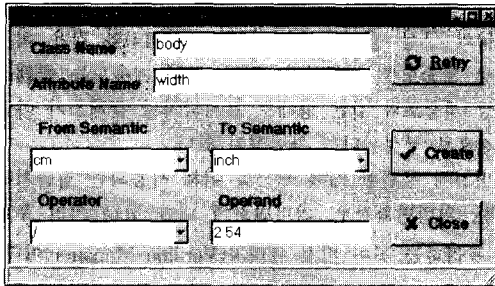 Class Name : body
Attribute Name : width
Retry
From Semantic To Semantic
cm inch
Create
Operator Operand
/ 2.54
Close